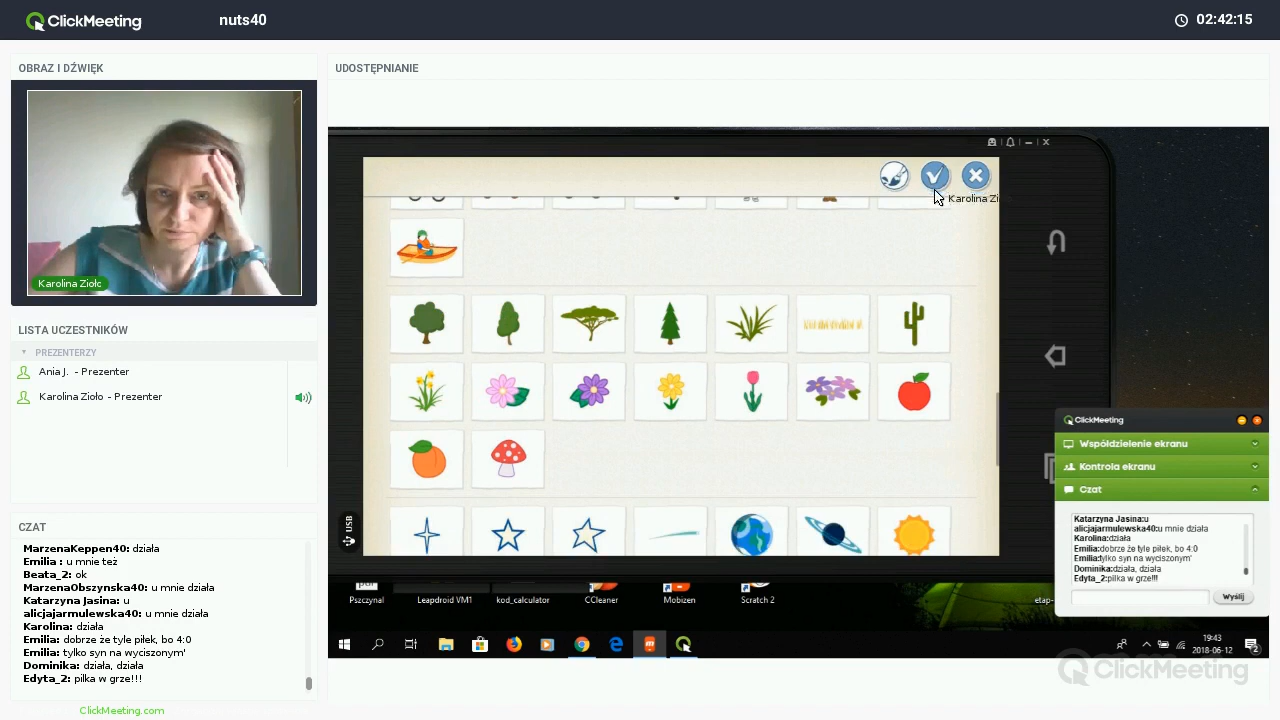 ClickMeeting
nuts40
02:42:15
OBRAZ I DŹWIĘK
Karolina Zioło
LISTA UCZESTNIKÓW
PREZENTERZY
Ania J. - Prezenter
Karolina Zioło - Prezenter
CZAT
MarzenaKeppen40: działa
Emilia : u mnie też
Beata_2: ok
MarzenaObszynska40: u mnie działa
Katarzyna Jasina: u
alicjajarmulewska40: u mnie działa
Karolina: działa
Emilia: dobrze że tyle piłek, bo 4:0
Emilia: tylko syn na wyciszonym'
Dominika: działa, działa
Edyta_2: piłka w grze!!!
ClickMeeting.com
UDOSTĘPNIANIE
Karolina Zio
USB
Pszczynal
Leapdroid VM1
kod_calculator
CCleaner
Mobizen
Scratch 2
etap-
ClickMeeting
Współdzielenie ekranu
Kontrola ekranu
Czat
Katarzyna Jasina:u
alicjajarmulewska40:u mnie działa
Karolina:działa
Emilia:dobrze że tyle piłek, bo 4:0
Emilia:tylko syn na wyciszonym'
Dominika:działa, działa
Edyta_2:piłka w grze!!!
Wyślij
19:43
2018-06-12
2
ClickMeeting